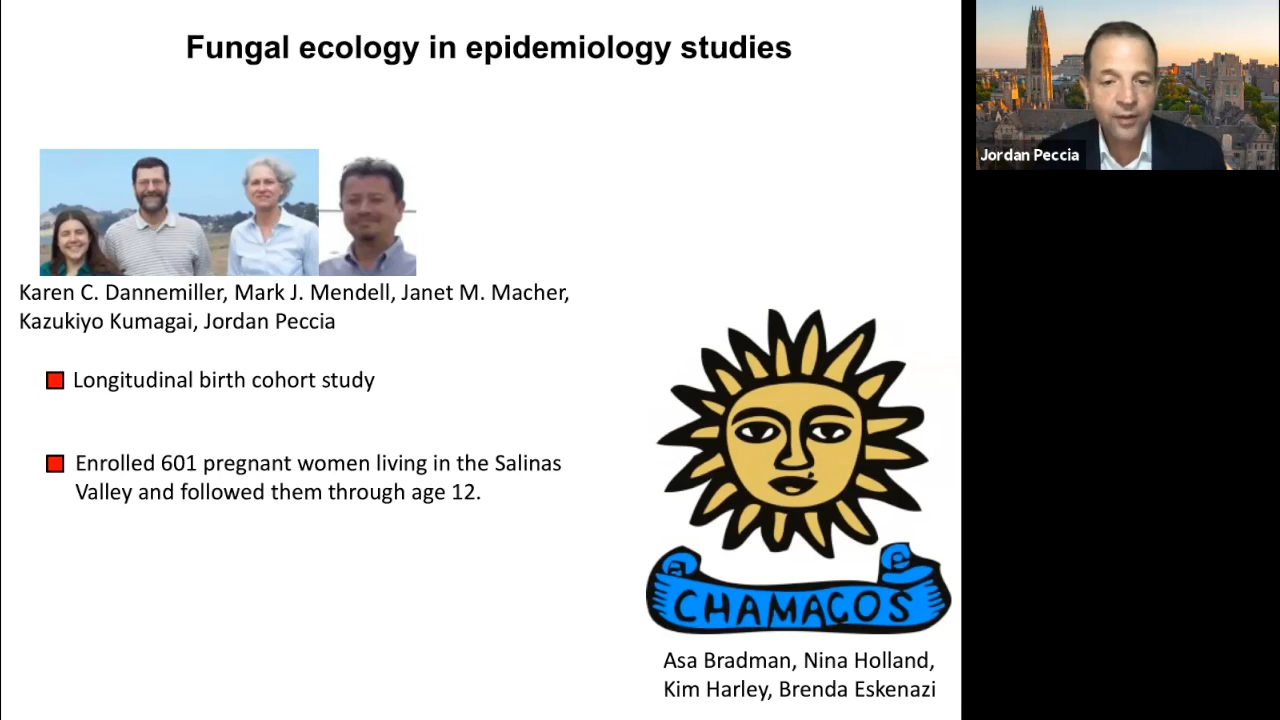 Fungal ecology in epidemiology studies
Jordan Peccia
Karen C. Dannemiller, Mark J. Mendell, Janet M. Macher,
Kazukiyo Kumagai, Jordan Peccia
Longitudinal birth cohort study
Enrolled 601 pregnant women living in the Salinas
Valley and followed them through age 12.
CHAMACOS
Asa Bradman, Nina Holland,
Kim Harley, Brenda Eskenazi